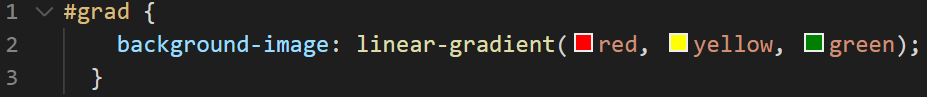 1 #grad {
2 background-image: linear-gradient(red, yellow, green);
3 }